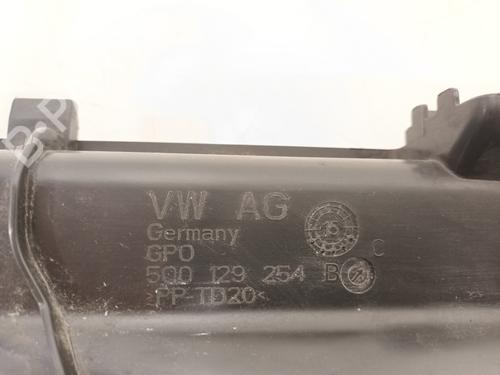 VW AG
Germany
GPO
5Q0 129 254 B C
>PP-TD20<